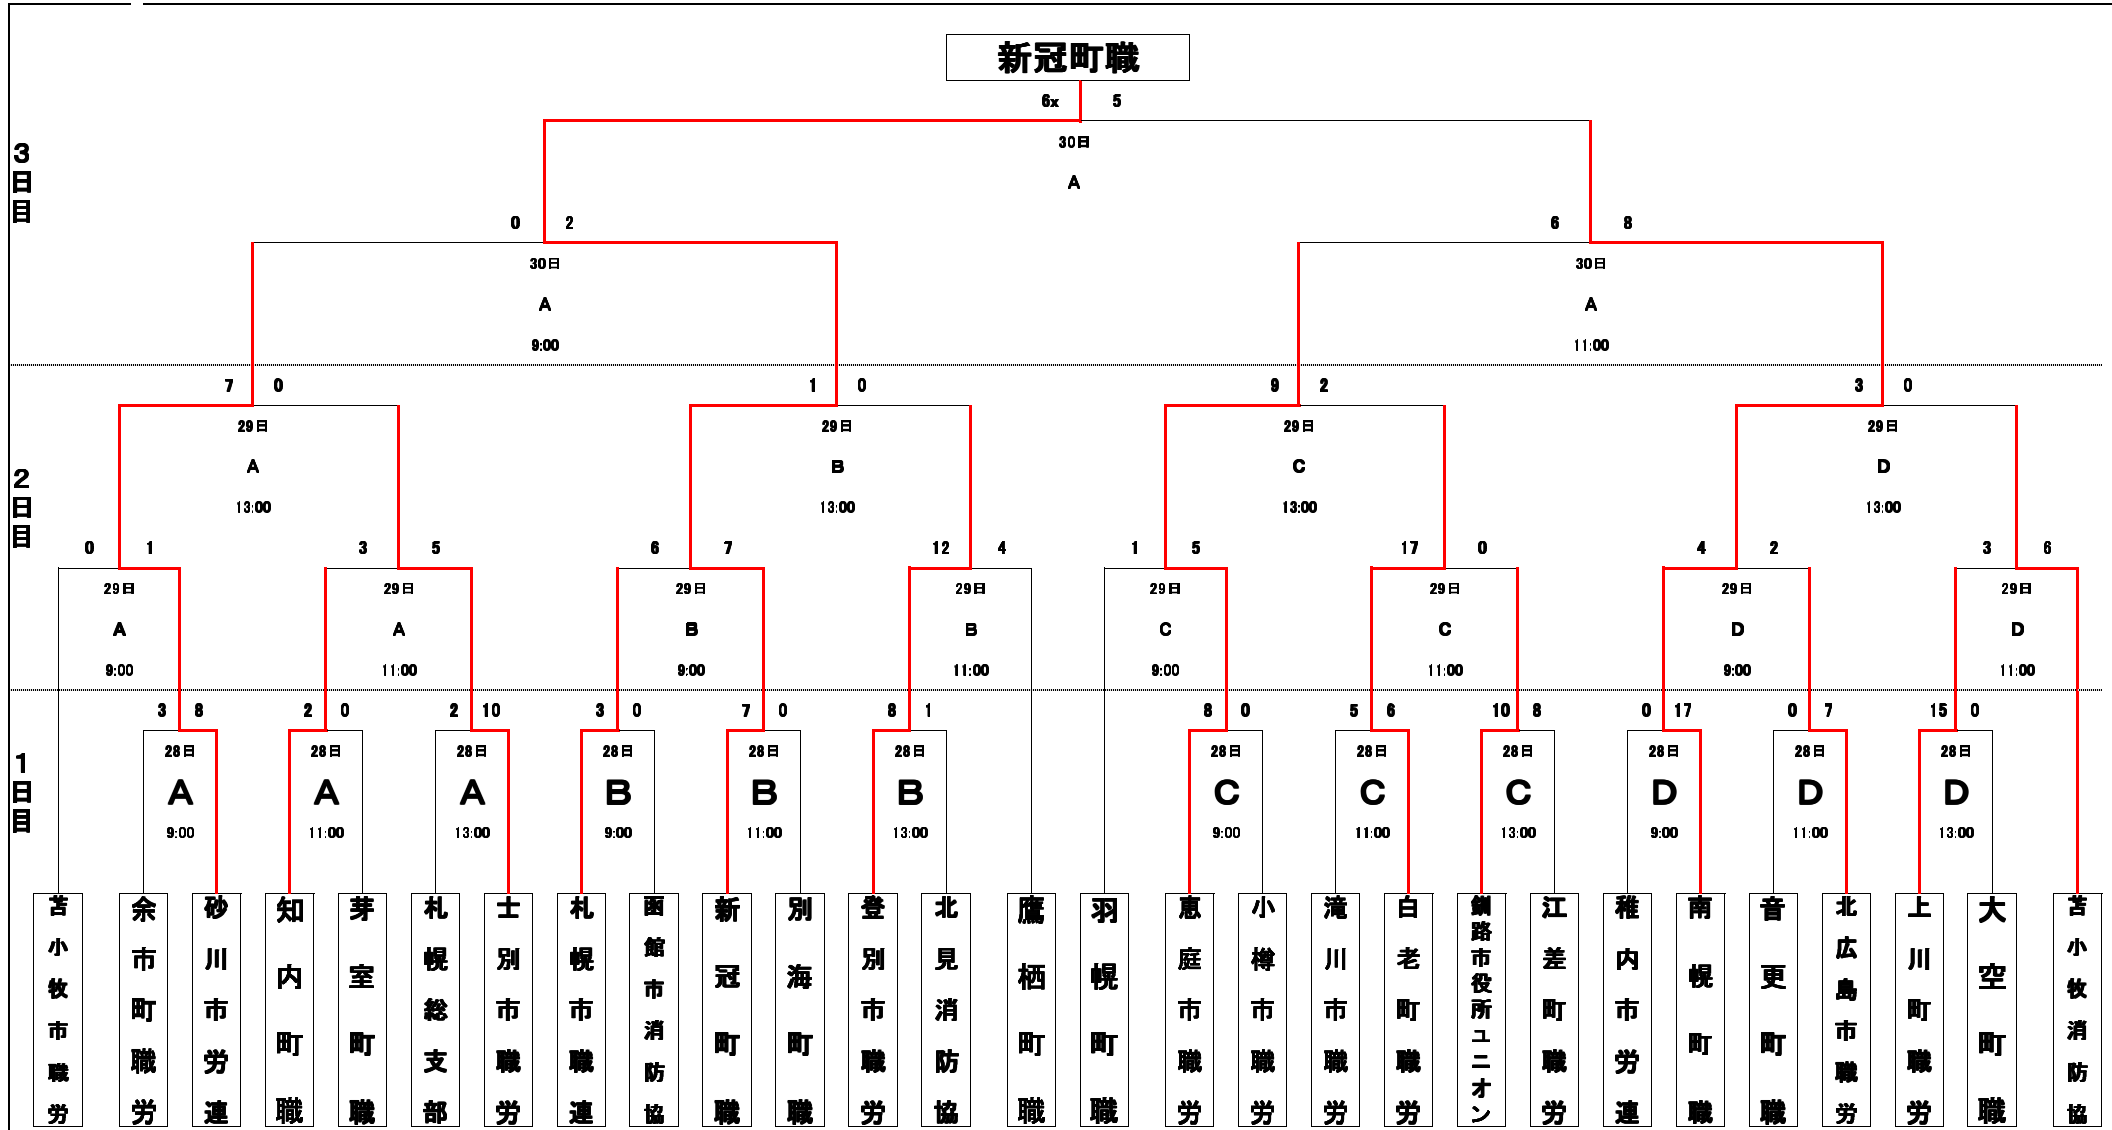 新冠町職
6x 5
30日
A
3日目
0 2
6 8
30日
30日
A
A
9:00
11:00
7 0
1 0
9 2
3 0
29日
29日
29日
29日
A
B
C
D
2日目
13:00
13:00
13:00
13:00
0 1
3 5
6 7
12 4
1 5
17 0
4 2
3 6
29日
29日
29日
29日
29日
29日
29日
29日
A
A
B
B
C
C
D
D
9:00
11:00
9:00
11:00
9:00
11:00
9:00
11:00
3 8
2 0
2 10
3 0
7 0
8 1
8 0
5 6
10 8
0 17
0 7
15 0
28日
28日
28日
28日
28日
28日
28日
28日
28日
28日
28日
28日
1日目
A
A
A
B
B
B
C
C
C
D
D
D
9:00
11:00
13:00
9:00
11:00
13:00
9:00
11:00
13:00
9:00
11:00
13:00
苫小牧市職労
余市町職労
砂川市労連
知内町職
芽室町職
札幌総支部
士別市職労
札幌市職連
函館市消防協
新冠町職
別海町職
登別市職労
北見消防協
鷹栖町職
羽幌町職
恵庭市職労
小樽市職労
滝川市職労
白老町職労
釧路市役所ユニオン
江差町職労
稚内市労連
南幌町職
音更町職
北広島市職労
上川町職労
大空町職
苫小牧消防協